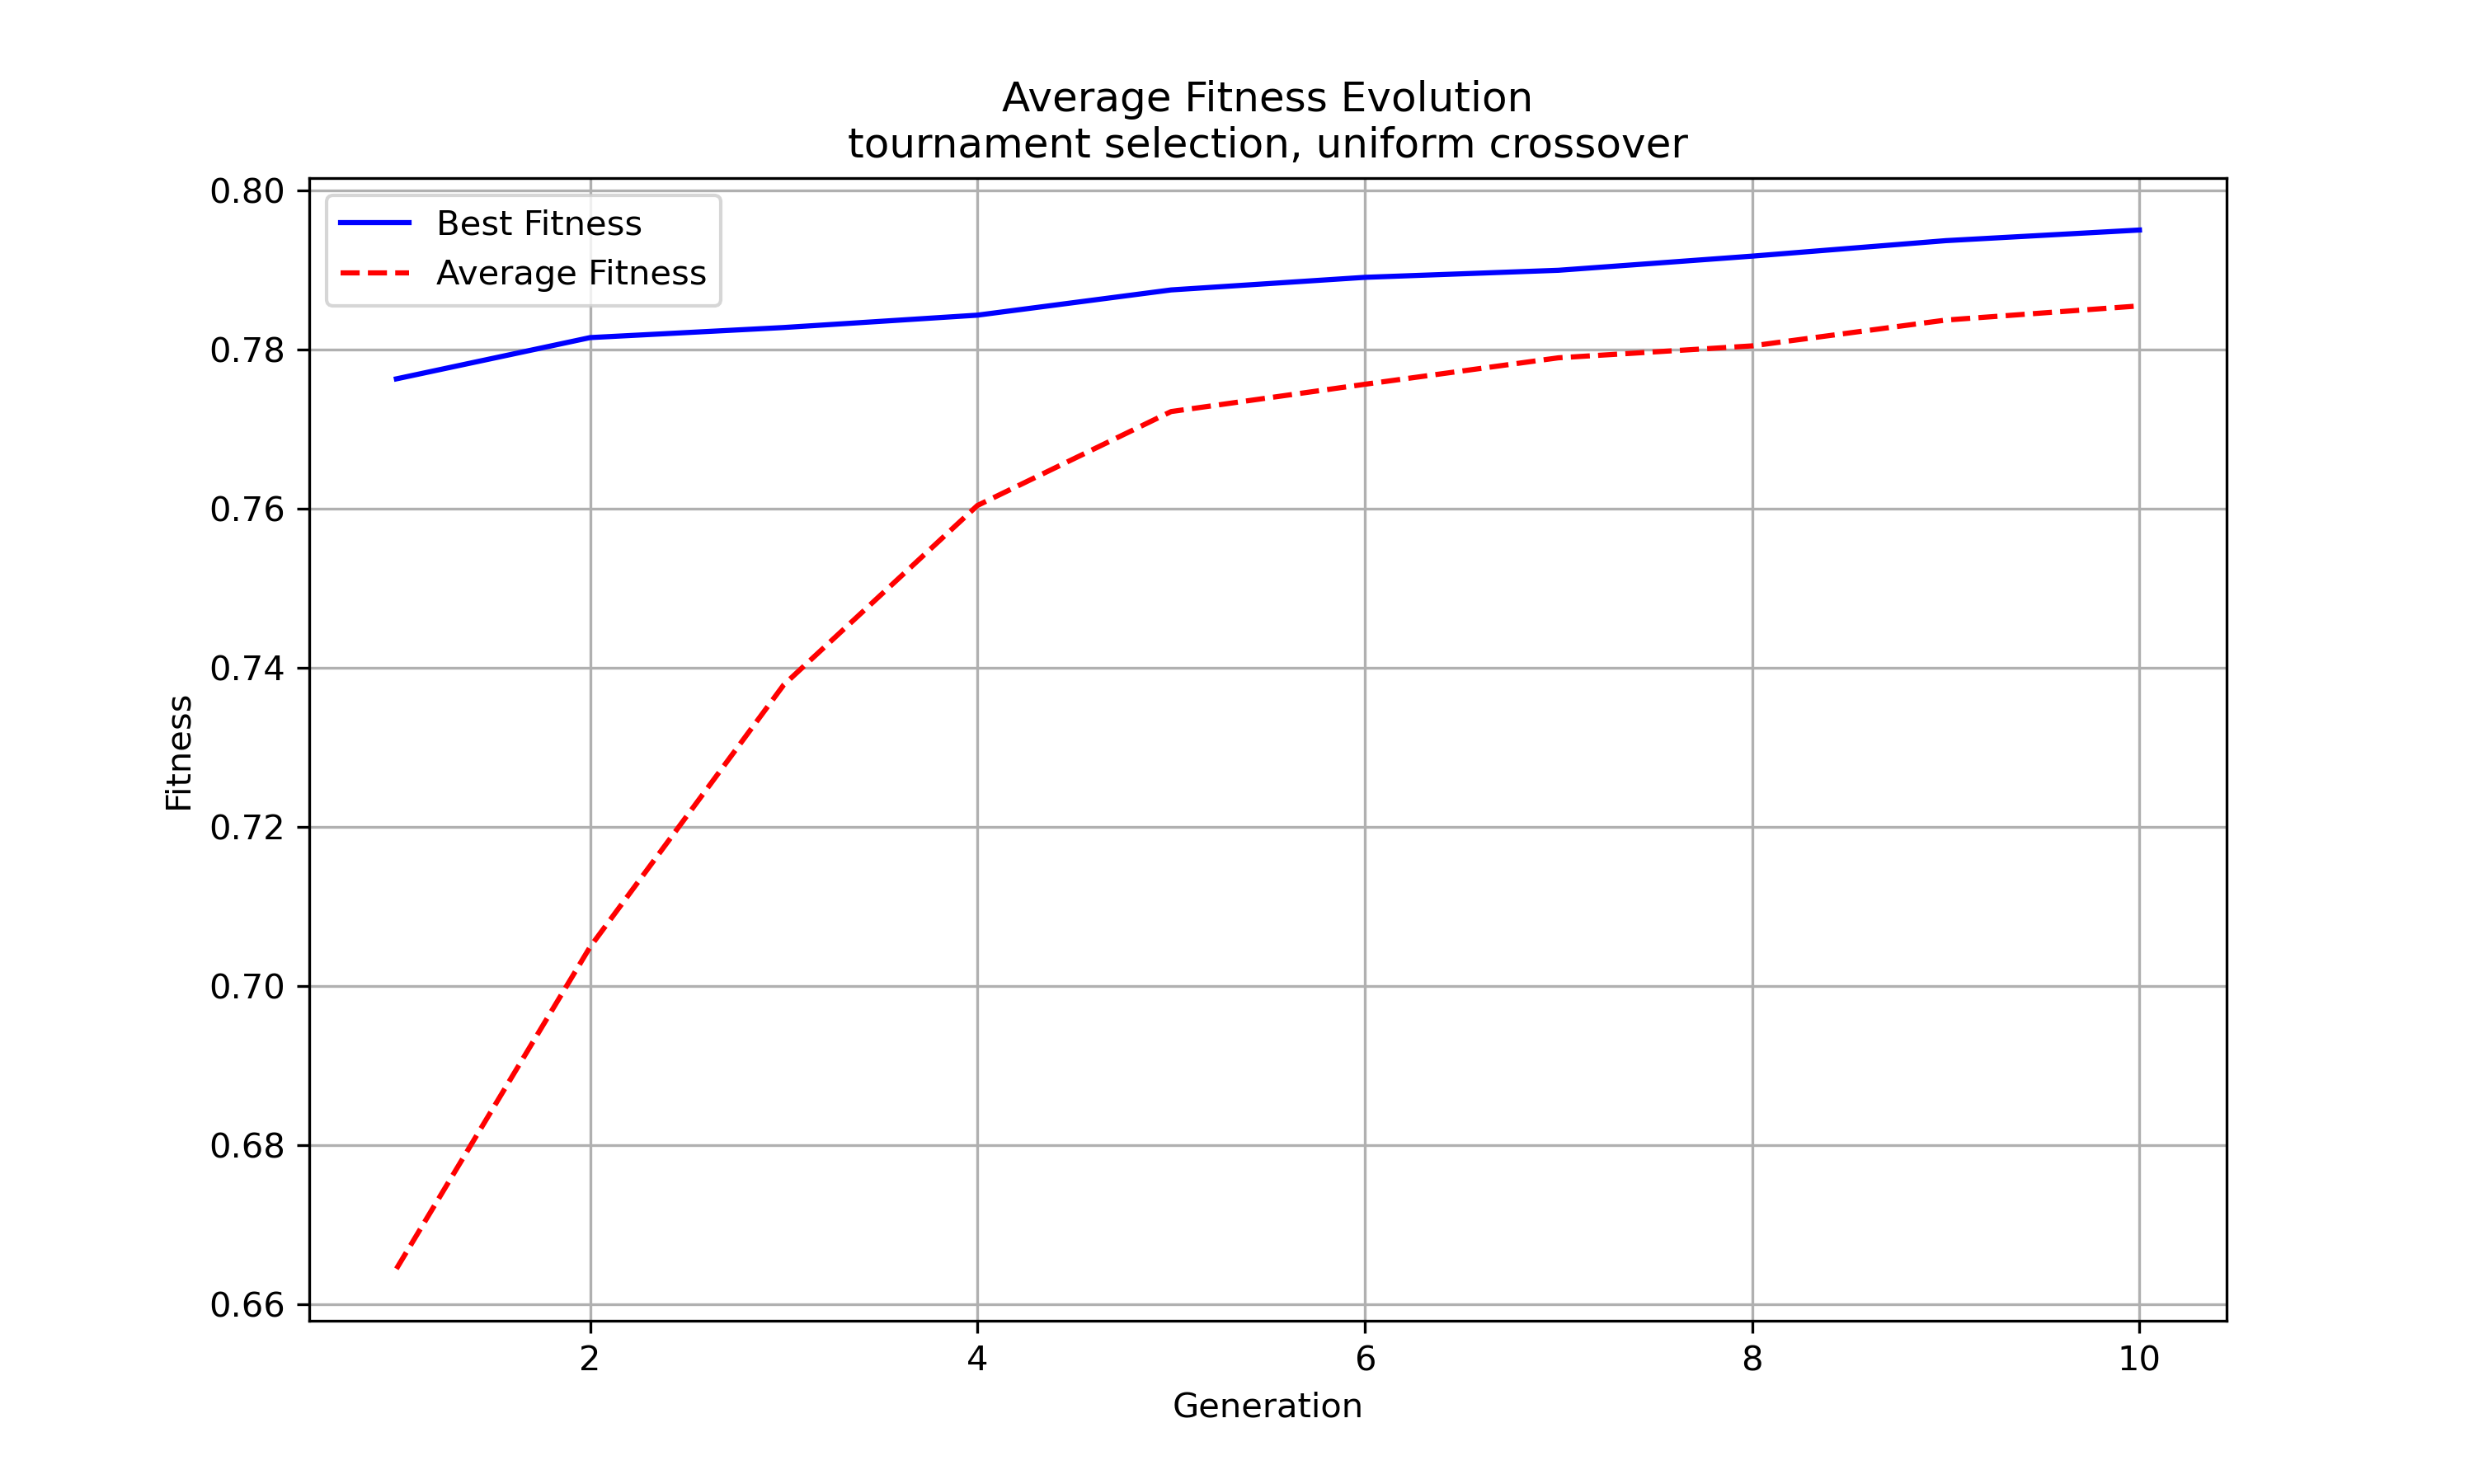 Average Fitness Evolution
tournament selection, uniform crossover
Best Fitness
Average Fitness
0.80
0.78
0.76
0.74
0.72
0.70
0.68
0.66
Fitness
2 4 6 8 10
Generation